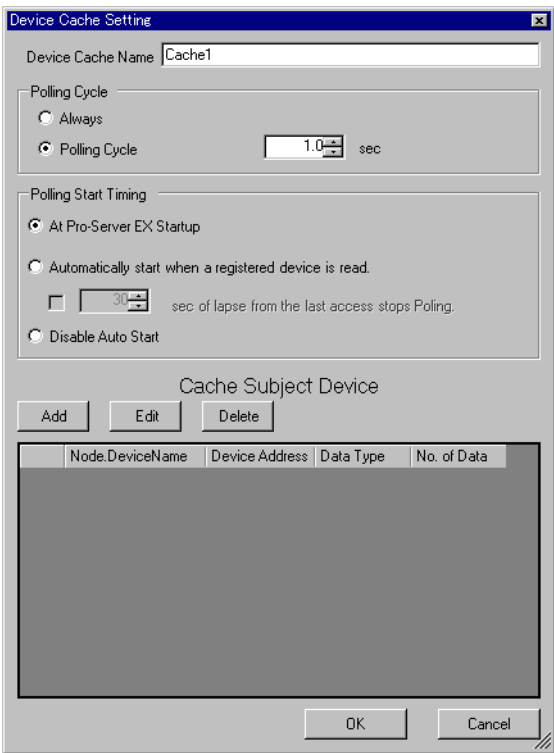 Device Cache Setting
Device Cache Name Cache1
Polling Cycle
Always
Polling Cycle 1.0 sec
Polling Start Timing
At Pro-Server EX Startup
Automatically start when a registered device is read.
30 sec of lapse from the last access stops Poling.
Disable Auto Start
Cache Subject Device
Add Edit Delete
Node.DeviceName Device Address Data Type No. of Data
OK Cancel